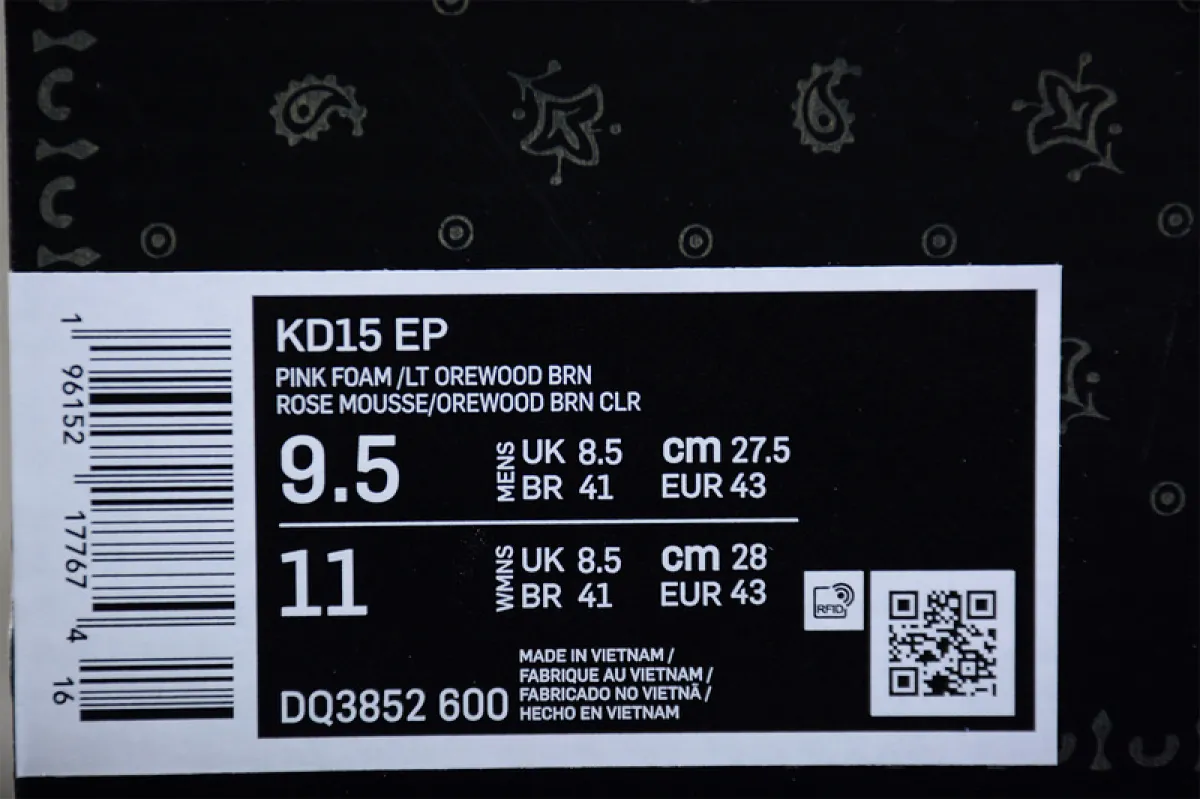 1
96152
17767
4
16
KD15 EP
PINK FOAM /LT OREWOOD BRN
ROSE MOUSSE/OREWOOD BRN CLR
9.5 MENS UK 8.5 cm 27.5
BR 41 EUR 43
11 WMNS UK 8.5 cm 28
BR 41 EUR 43
RFID
DQ3852 600
MADE IN VIETNAM /
FABRIQUE AU VIETNAM /
FABRICADO NO VIETNÃ /
HECHO EN VIETNAM